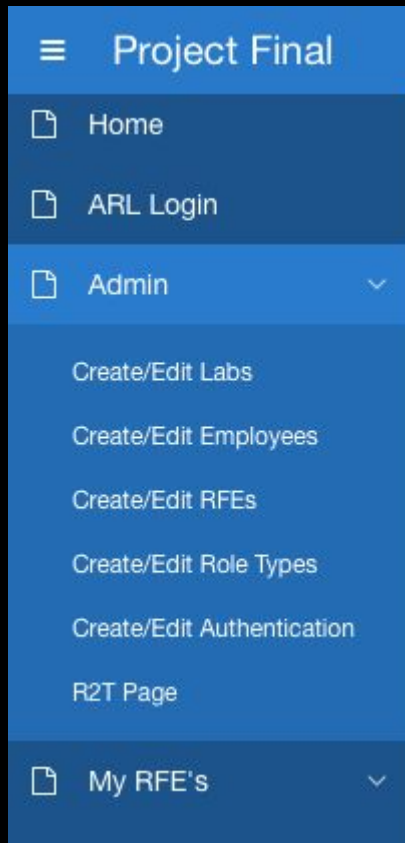 Project Final
Home
ARL Login
Admin
Create/Edit Labs
Create/Edit Employees
Create/Edit RFEs
Create/Edit Role Types
Create/Edit Authentication
R2T Page
My RFE's